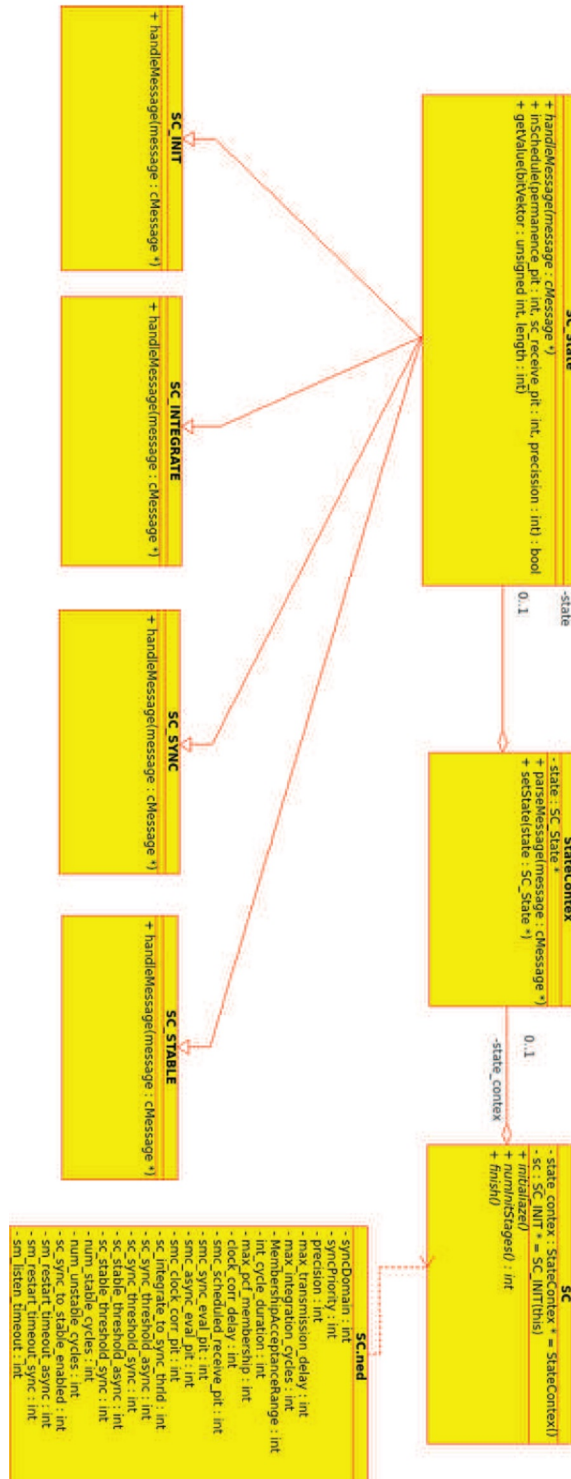 SC_State
+ handleMessage(message : cMessage *)
+ inSchedule(permanence_pit : int, sc_receive_pit : int, precission : int) : bool
+ getValue(bitVektor : unsigned int, length : int)
-state
0..1
StateContex
- state : SC_State *
+ parseMessage(message : cMessage *)
+ setState(state : SC_State *)
0..1
-state_contex
SC
- state_contex : StateContex * = StateContex()
- sc : SC_INIT * = SC_INIT(this)
+ initialiaze()
+ numInitStages() : int
+ finish()
SC_INIT
+ handleMessage(message : cMessage *)
SC_INTEGRATE
+ handleMessage(message : cMessage *)
SC_SYNC
+ handleMessage(message : cMessage *)
SC_STABLE
+ handleMessage(message : cMessage *)
SC.ned
- syncDomain : int
- syncPriority : int
precision : int
- max_transmission_delay : int
- max_integration_cycles : int
MembershipAcceptanceRange : int
int_cycle_duration : int
- max_pcf_membership : int
- clock_corr_delay : int
- smc_scheduled_receive_pit : int
- smc_sync_eval_pit : int
- smc_async_eval_pit : int
- smc_clock_corr_pit : int
- sc_integrate_to_sync_thrld : int
- sc_sync_threshold_async : int
- sc_sync_threshold_sync : int
- sc_stable_threshold_async : int
- sc_stable_threshold_sync : int
num_stable_cycles : int
num_unstable_cycles : int
- sc_sync_to_stable_enabled : int
- sm_restart_timeout_async : int
- sm_restart_timeout_sync : int
- sm_listen_timeout : int